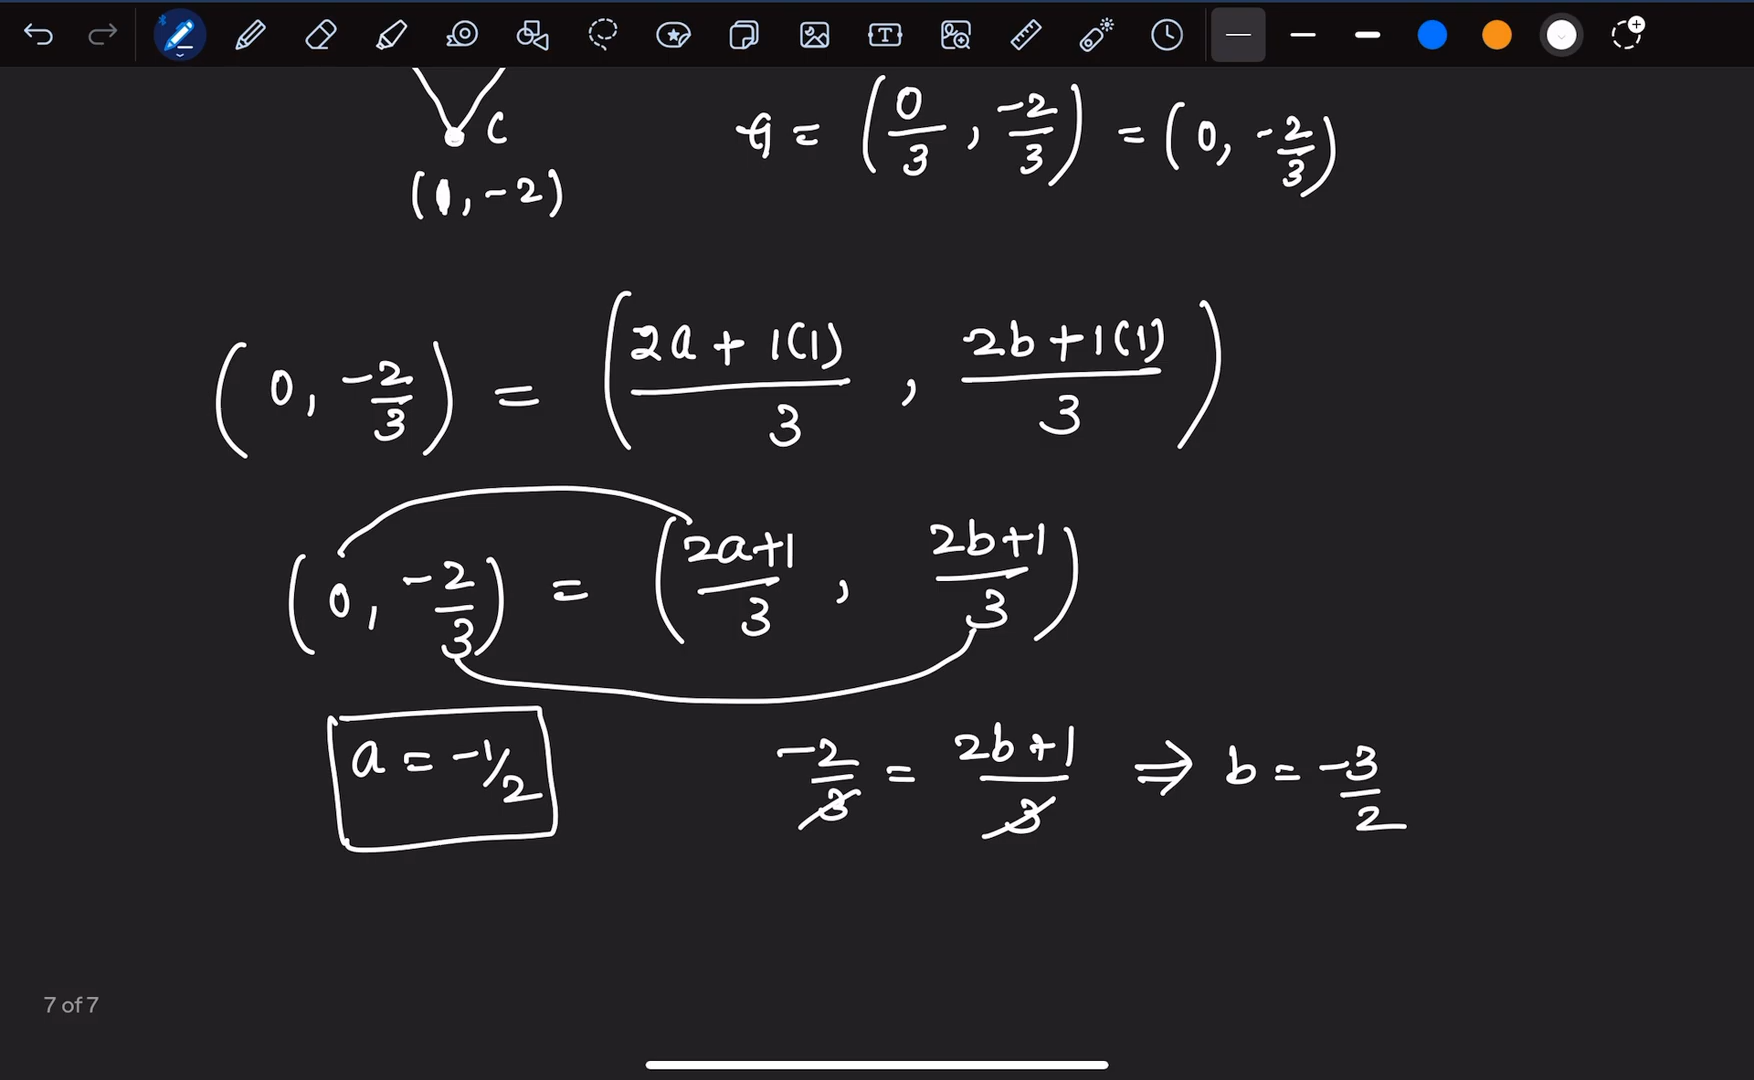 C
(1, -2)
G = (0/3, -2/3) = (0, -2/3)
(0, -2/3) = ((2a + 1(1))/3, (2b + 1(1))/3)
(0, -2/3) = ((2a+1)/3, (2b+1)/3)
a = -1/2
-2/3 = (2b+1)/3 ⇒ b = -3/2
7 of 7